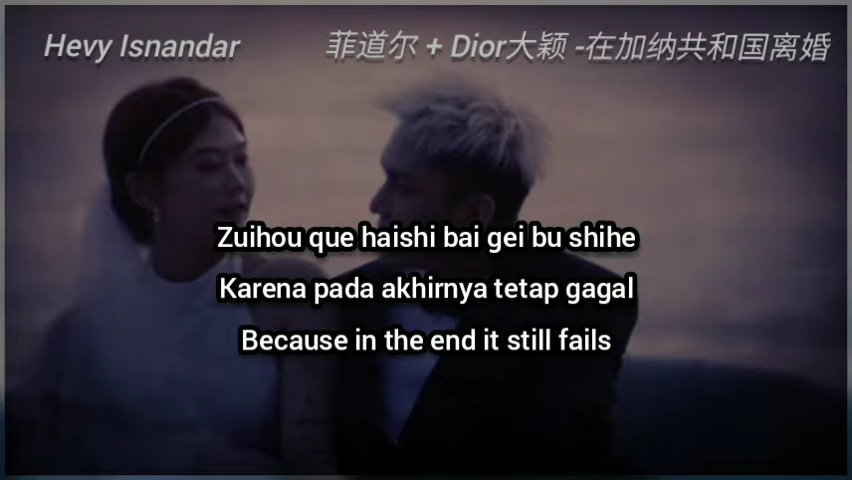 Hevy Isnandar
菲道尔 + Dior大颖 -在加纳共和国离婚
Zuihou que haishi bai gei bu shihe
Karena pada akhirnya tetap gagal
Because in the end it still fails